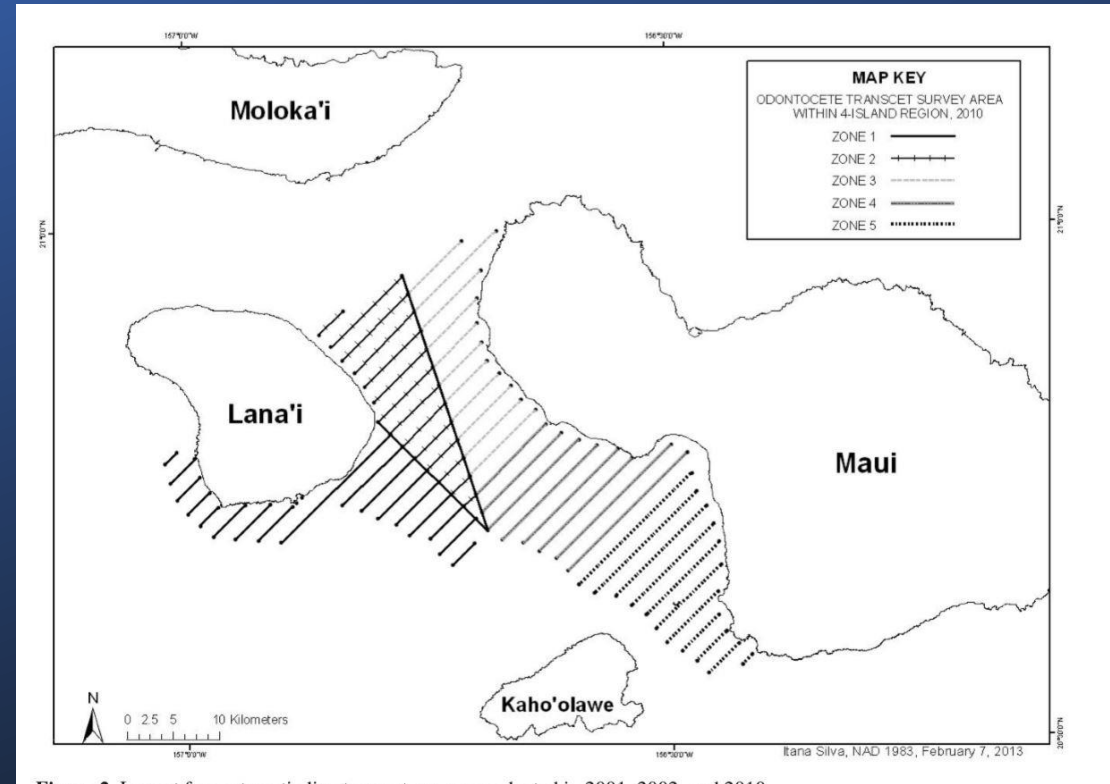 157°0'0"W
156°30'0"W
Moloka'i
MAP KEY
ODONTOCETE TRANSCET SURVEY AREA
WITHIN 4-ISLAND REGION, 2010
ZONE 1
ZONE 2
ZONE 3
ZONE 4
ZONE 5
21°0'0"N
21°0'0"N
Lana'i
Maui
Kaho'olawe
N
0 2.5 5 10 Kilometers
Itana Silva, NAD 1983, February 7, 2013
20°30'0"N
157°0'0"W
156°30'0"W